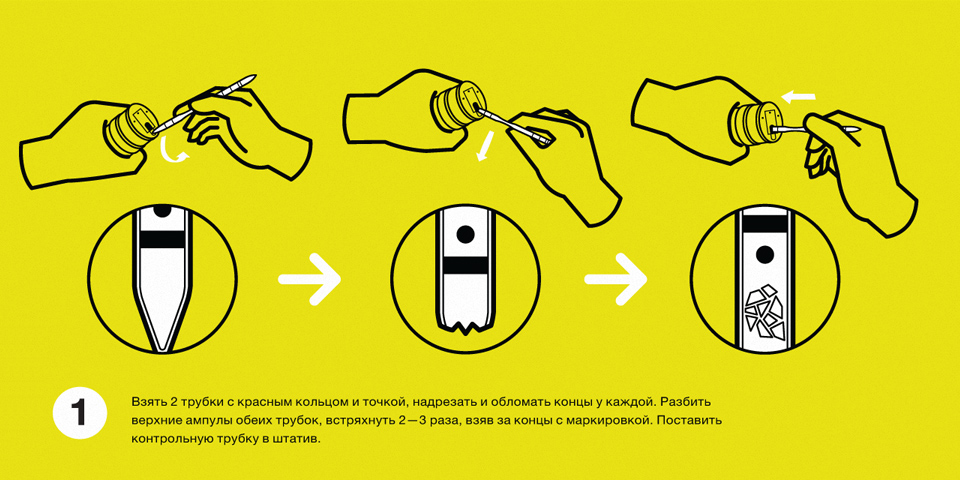 1
Взять 2 трубки с красным кольцом и точкой, надрезать и обломать концы у каждой. Разбить
верхние ампулы обеих трубок, встряхнуть 2—3 раза, взяв за концы с маркировкой. Поставить
контрольную трубку в штатив.